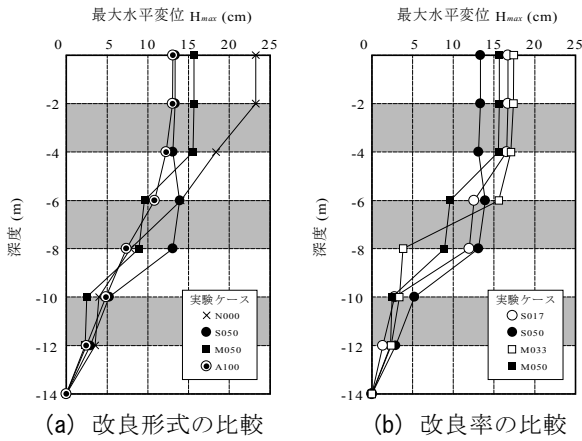 最大水平変位 Hmax (cm)
0 5 10 15 20 25
深度 (m)
-2
-4
-6
-8
-10
-12
-14
実験ケース
N000
S050
M050
A100
(a) 改良形式の比較
最大水平変位 Hmax (cm)
0 5 10 15 20 25
深度 (m)
-2
-4
-6
-8
-10
-12
-14
実験ケース
S017
S050
M033
M050
(b) 改良率の比較